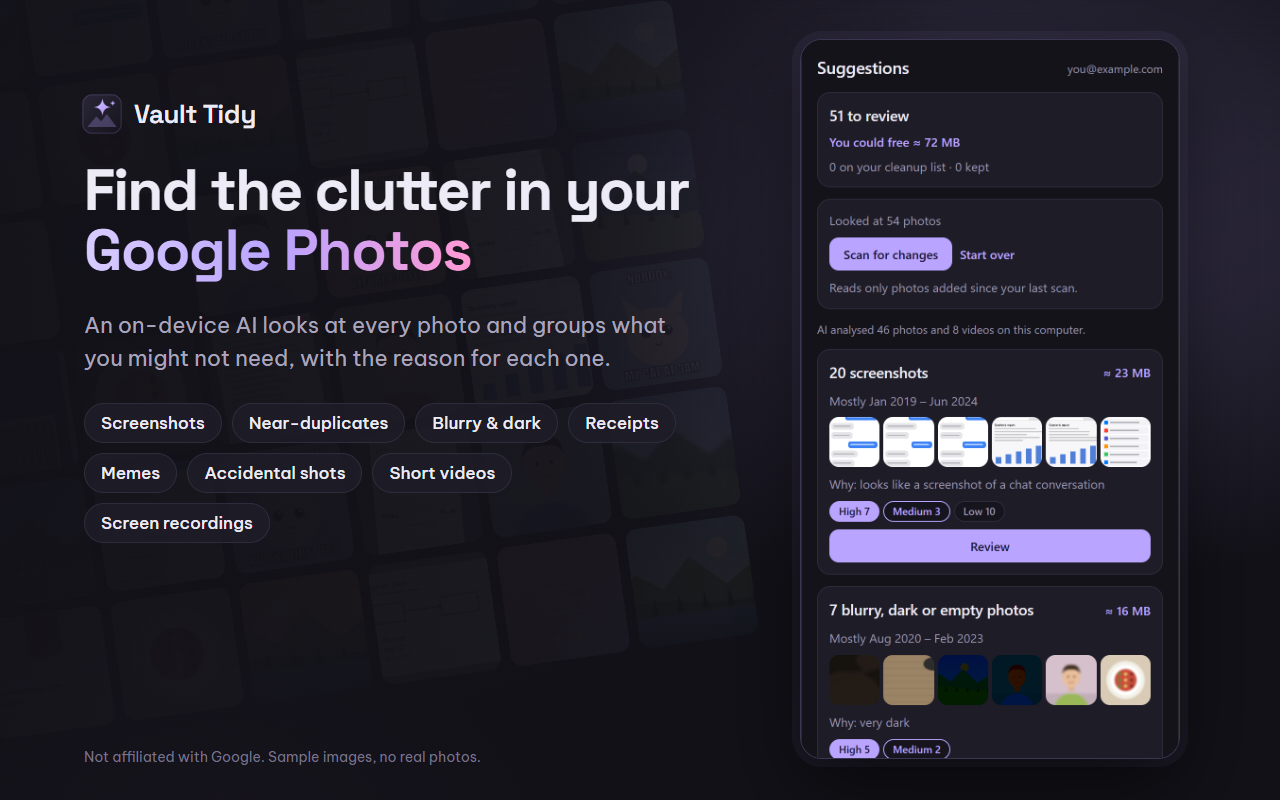 Vault Tidy
Find the clutter in your
Google Photos
An on-device AI looks at every photo and groups what
you might not need, with the reason for each one.
Screenshots
Near-duplicates
Blurry & dark
Receipts
Memes
Accidental shots
Short videos
Screen recordings
Not affiliated with Google. Sample images, no real photos.
Suggestions
you@example.com
51 to review
You could free ≈ 72 MB
0 on your cleanup list · 0 kept
Looked at 54 photos
Scan for changes
Start over
Reads only photos added since your last scan.
AI analysed 46 photos and 8 videos on this computer.
20 screenshots
≈ 23 MB
Mostly Jan 2019 – Jun 2024
Why: looks like a screenshot of a chat conversation
High 7
Medium 3
Low 10
Review
7 blurry, dark or empty photos
≈ 16 MB
Mostly Aug 2020 – Feb 2023
Why: very dark
High 5
Medium 2